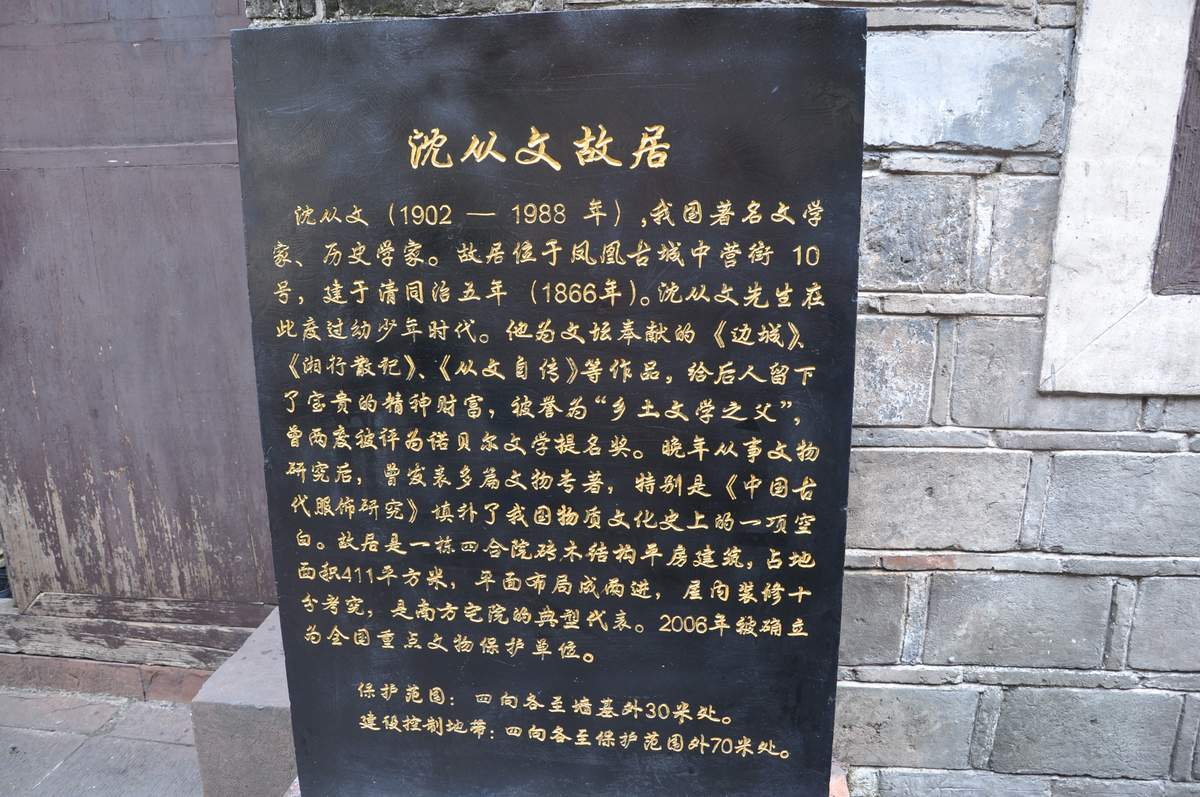 沈从文故居
沈从文（1902 — 1988 年）,我国著名文学
家、历史学家。故居位于凤凰古城中营街 10
号，建于清同治五年（1866年）。沈从文先生在
此度过幼少年时代。他为文坛奉献的《边城》、
《湘行散记》、《从文自传》等作品，给后人留下
了宝贵的精神财富，被誉为“乡土文学之父”，
曾两度被评为诺贝尔文学提名奖。晚年从事文物
研究后，曾发表多篇文物专著，特别是《中国古
代服饰研究》填补了我国物质文化史上的一项空
白。故居是一栋四合院砖木结构平房建筑，占地
面积411平方米，平面布局成两进，屋内装修十
分考究，是南方宅院的典型代表。2006年被确立
为全国重点文物保护单位。
保护范围：四向各至墙基外30米处。
建设控制地带：四向各至保护范围外70米处。